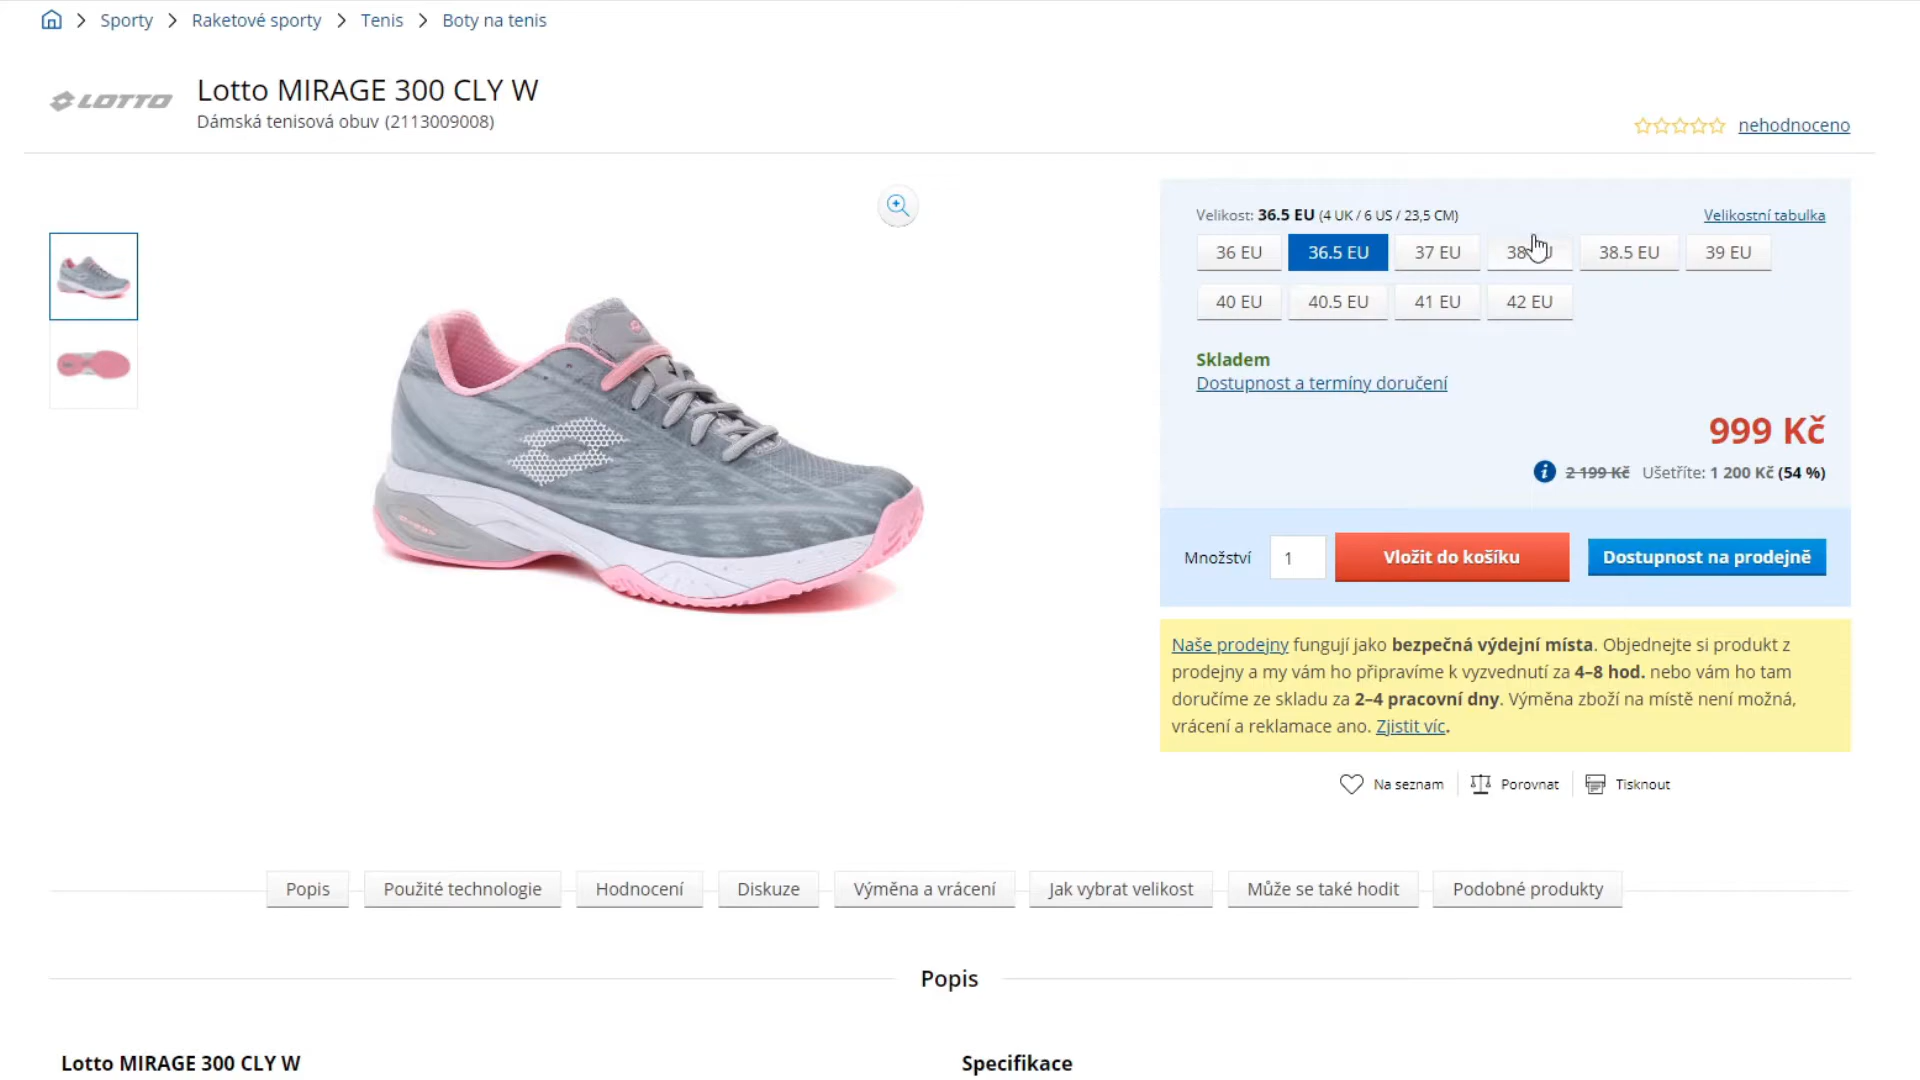 Sporty
Raketové sporty
Tenis
Boty na tenis
LOTTO
Lotto MIRAGE 300 CLY W
Dámská tenisová obuv (2113009008)
nehodnoceno
Velikost: 36.5 EU (4 UK / 6 US / 23,5 CM)
Velikostní tabulka
36 EU
36.5 EU
37 EU
38
38.5 EU
39 EU
40 EU
40.5 EU
41 EU
42 EU
Skladem
Dostupnost a termíny doručení
999 Kč
2 199 Kč Ušetříte: 1 200 Kč (54 %)
Množství
1
Vložit do košíku
Dostupnost na prodejně
Naše prodejny fungují jako bezpečná výdejní místa. Objednejte si produkt z
prodejny a my vám ho připravíme k vyzvednutí za 4–8 hod. nebo vám ho tam
doručíme ze skladu za 2–4 pracovní dny. Výměna zboží na místě není možná,
vrácení a reklamace ano. Zjistit víc.
Na seznam
Porovnat
Tisknout
Popis
Použité technologie
Hodnocení
Diskuze
Výměna a vrácení
Jak vybrat velikost
Může se také hodit
Podobné produkty
Popis
Lotto MIRAGE 300 CLY W
Specifikace